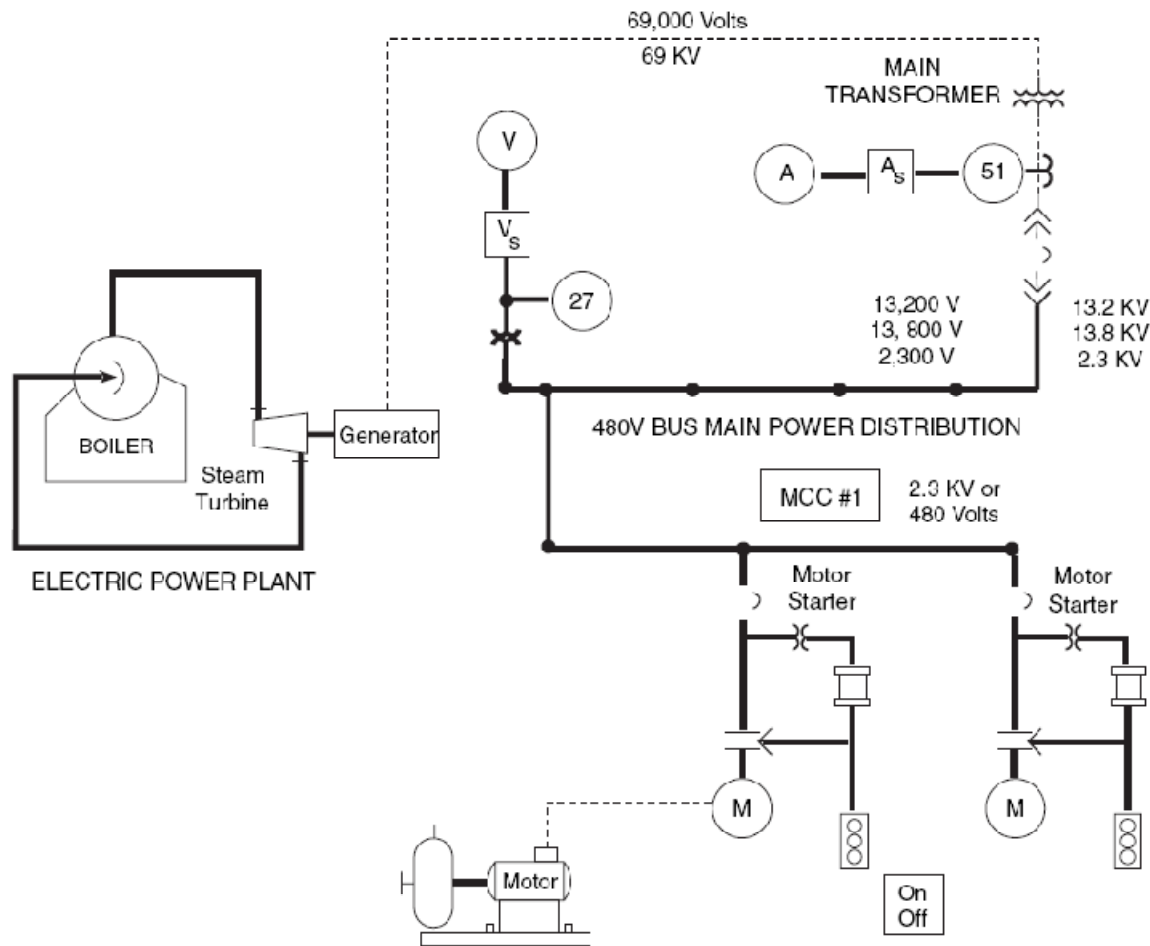 69,000 Volts
69 KV
MAIN
TRANSFORMER
V
A
As
51
Vs
27
13,200 V
13, 800 V
2,300 V
13.2 KV
13.8 KV
2.3 KV
BOILER
Steam
Turbine
Generator
480V BUS MAIN POWER DISTRIBUTION
MCC #1
2.3 KV or
480 Volts
ELECTRIC POWER PLANT
Motor
Starter
Motor
Starter
M
M
Motor
On
Off